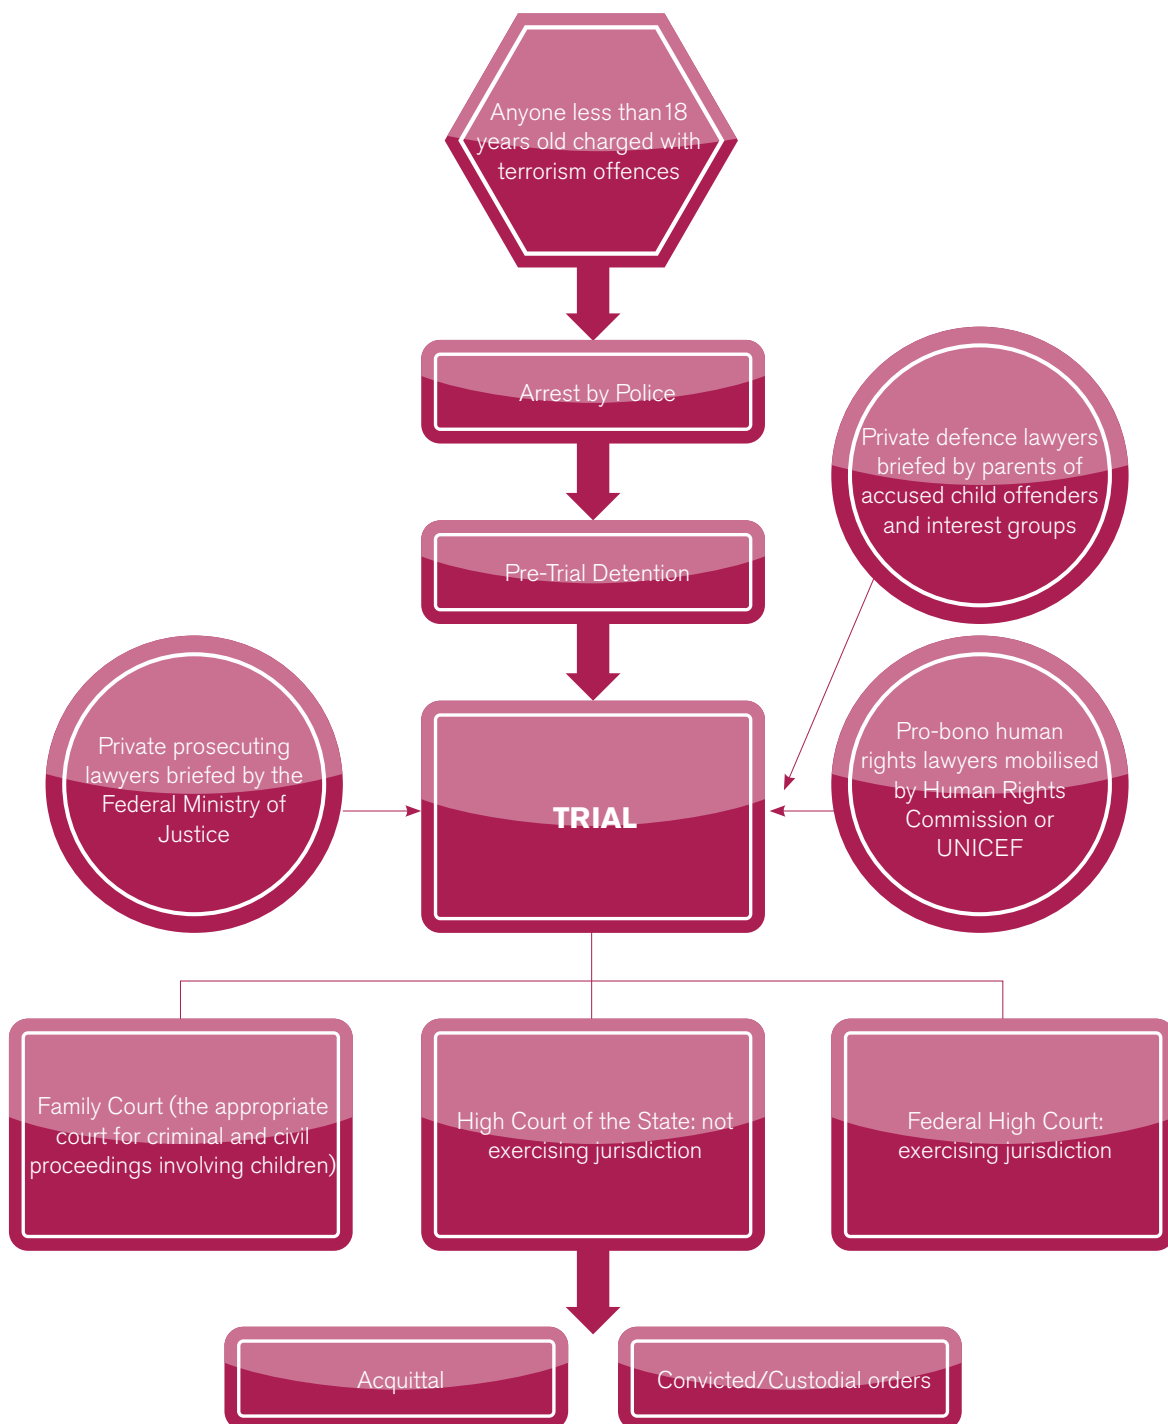 Anyone less than 18
years old charged with
terrorism offences
Arrest by Police
Private defence lawyers
briefed by parents of
accused child offenders
and interest groups
Pre-Trial Detention
Private prosecuting
lawyers briefed by the
Federal Ministry of
Justice
TRIAL
Pro-bono human
rights lawyers mobilised
by Human Rights
Commission or
UNICEF
Family Court (the appropriate
court for criminal and civil
proceedings involving children)
High Court of the State: not
exercising jurisdiction
Federal High Court:
exercising jurisdiction
Acquittal
Convicted/Custodial orders